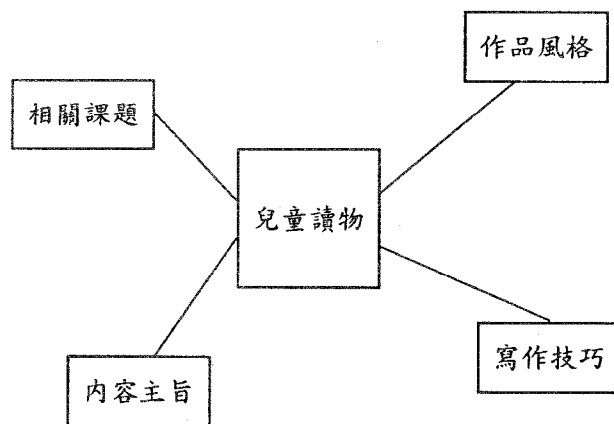 作品風格
相關課題
兒童讀物
寫作技巧
內容主旨